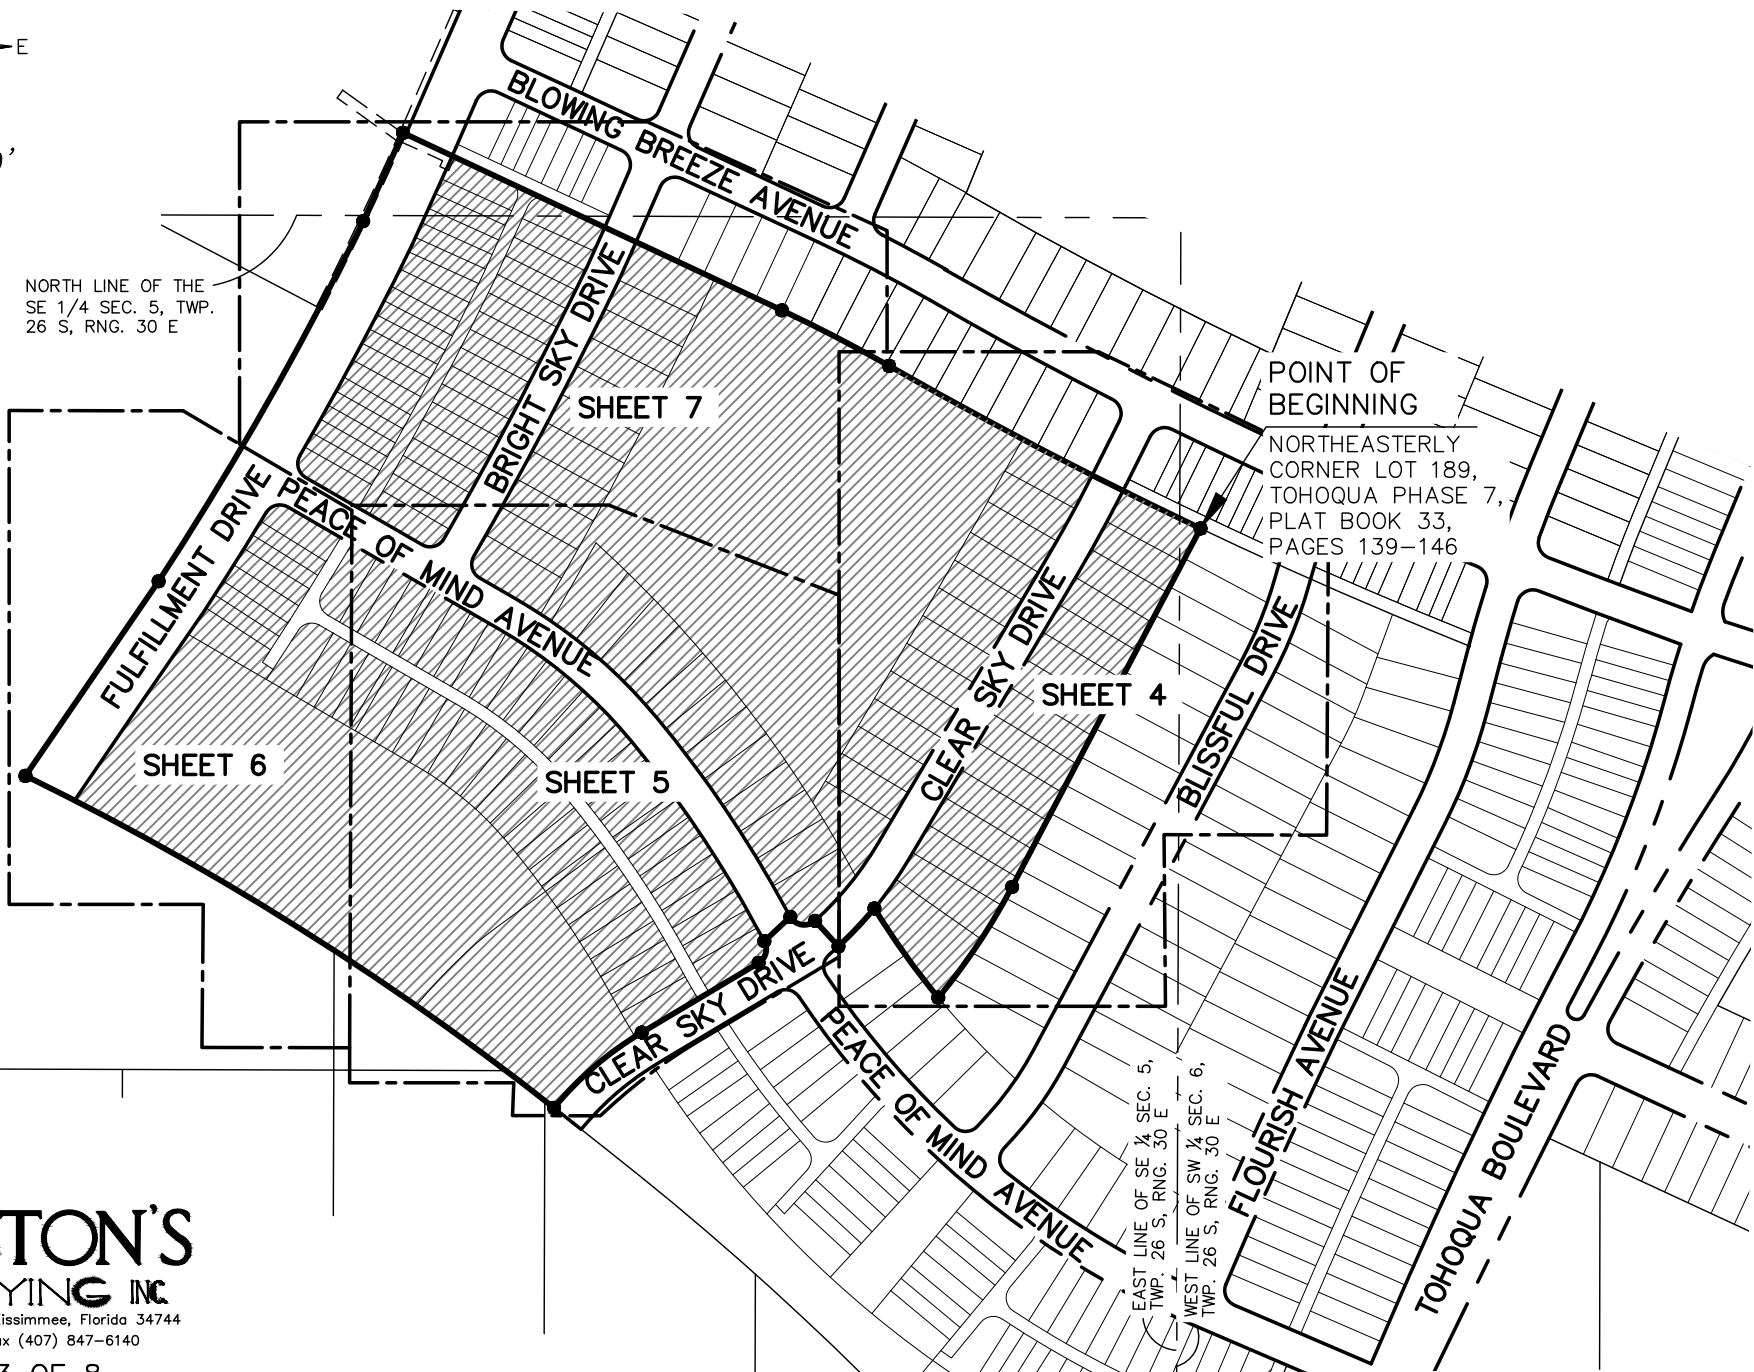 E
BLOWING BREEZE AVENUE
NORTH LINE OF THE
SE 1/4 SEC. 5, TWP.
26 S, RNG. 30 E
BRIGHT SKY DRIVE
SHEET 7
POINT OF
BEGINNING
NORTHEASTERLY
CORNER LOT 189,
TOHOQUA PHASE 7,
PLAT BOOK 33,
PAGES 139-146
FULFILLMENT DRIVE
PEACE OF MIND AVENUE
CLEAR SKY DRIVE
SHEET 4
BLISSFUL DRIVE
SHEET 6
SHEET 5
CLEAR SKY DRIVE
PEACE OF MIND AVENUE
FLOURISH AVENUE
TOHOQUA BOULEVARD
EAST LINE OF SE ¼ SEC. 5,
TWP. 26 S, RNG. 30 E
WEST LINE OF SW ¼ SEC. 6,
TWP. 26 S, RNG. 30 E
TON'S
YING INC.
issimmee, Florida 34744
ax (407) 847-6140
3 OF 8